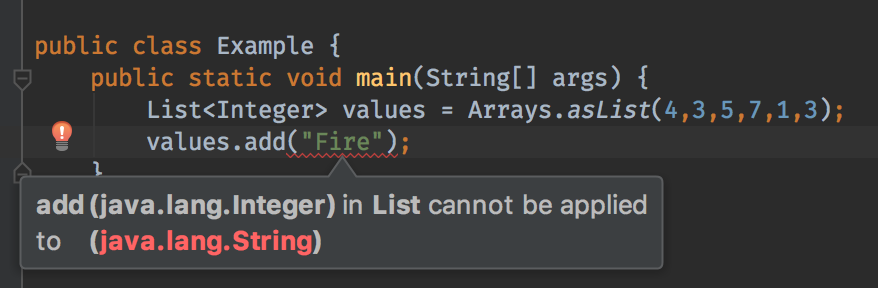 public class Example {
public static void main(String[] args) {
List<Integer> values = Arrays.asList(4,3,5,7,1,3);
values.add("Fire");
}
add (java.lang.Integer) in List cannot be applied
to (java.lang.String)